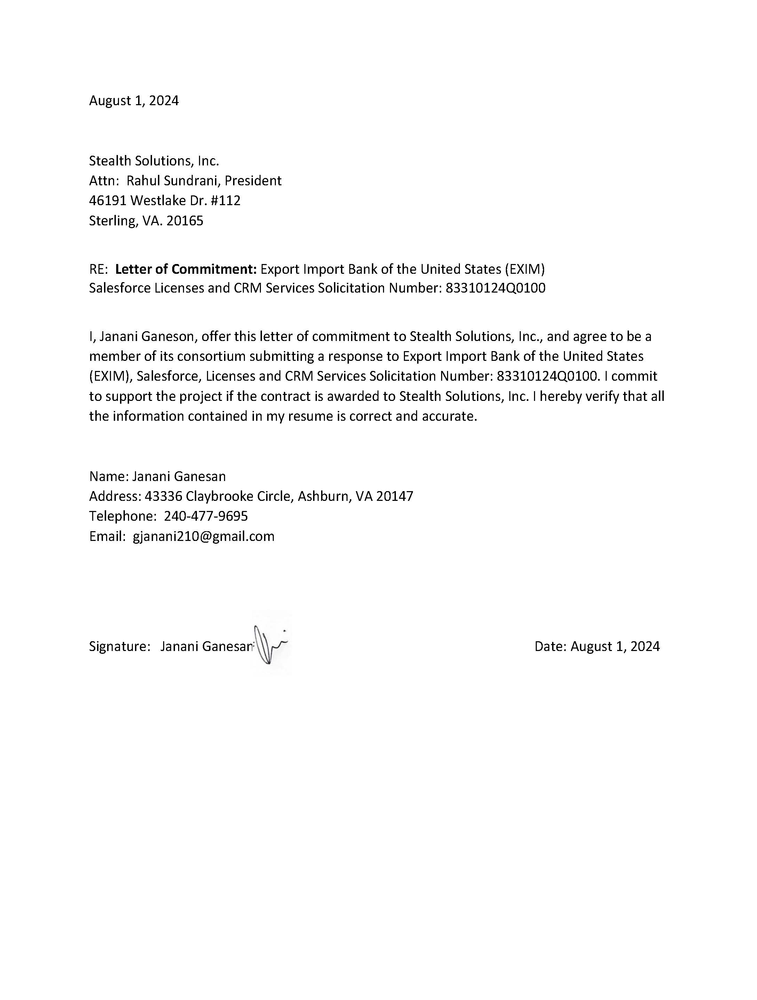 August 1, 2024
Stealth Solutions, Inc.
Attn:  Rahul Sundrani, President
46191 Westlake Dr. #112
Sterling, VA. 20165
RE:  Letter of Commitment: Export Import Bank of the United States (EXIM)
Salesforce Licenses and CRM Services Solicitation Number: 83310124Q0100
I, Janani Ganeson, offer this letter of commitment to Stealth Solutions, Inc., and agree to be a
member of its consortium submitting a response to Export Import Bank of the United States
(EXIM), Salesforce, Licenses and CRM Services Solicitation Number: 83310124Q0100. I commit
to support the project if the contract is awarded to Stealth Solutions, Inc. I hereby verify that all
the information contained in my resume is correct and accurate.
Name: Janani Ganesan
Address: 43336 Claybrooke Circle, Ashburn, VA 20147
Telephone:  240-477-9695
Email:  gjanani210@gmail.com
Signature:   Janani Ganesan Date: August 1, 2024